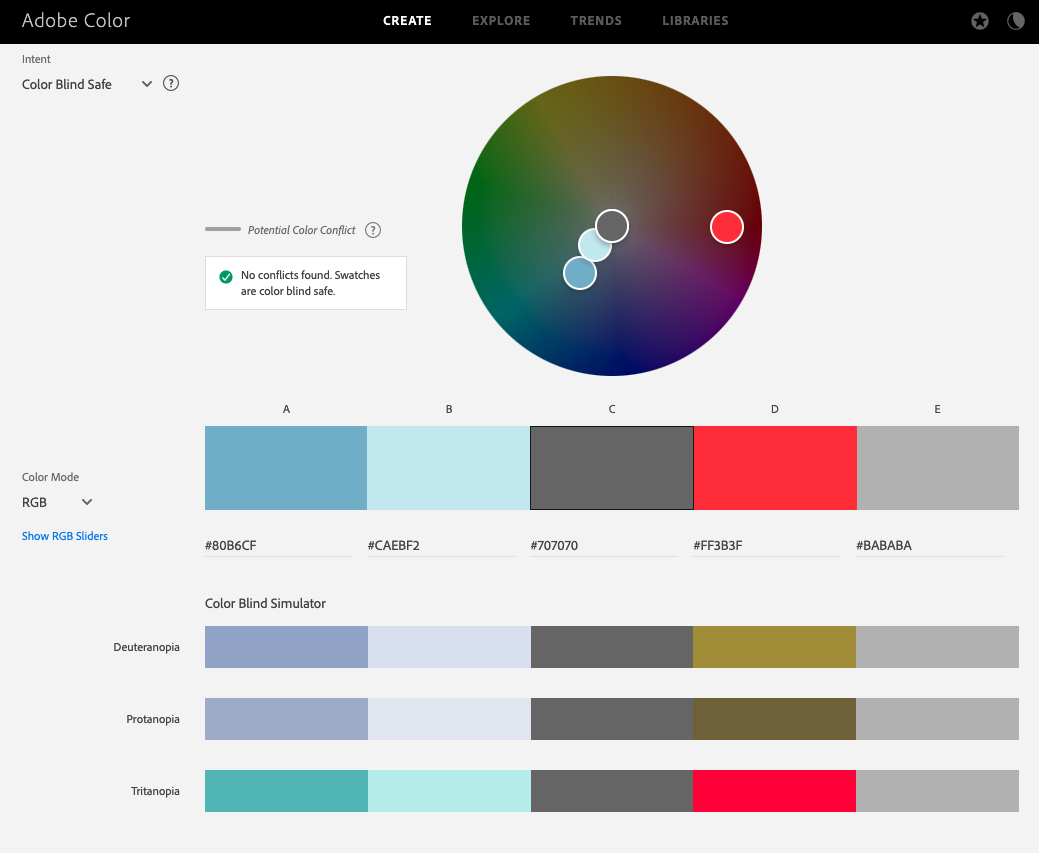 Adobe Color
CREATE
EXPLORE
TRENDS
LIBRARIES
Intent
Color Blind Safe
?
Potential Color Conflict
?
No conflicts found. Swatches
are color blind safe.
A
B
C
D
E
Color Mode
RGB
Show RGB Sliders
#80B6CF
#CAEBF2
#707070
#FF3B3F
#BABABA
Color Blind Simulator
Deuteranopia
Protanopia
Tritanopia